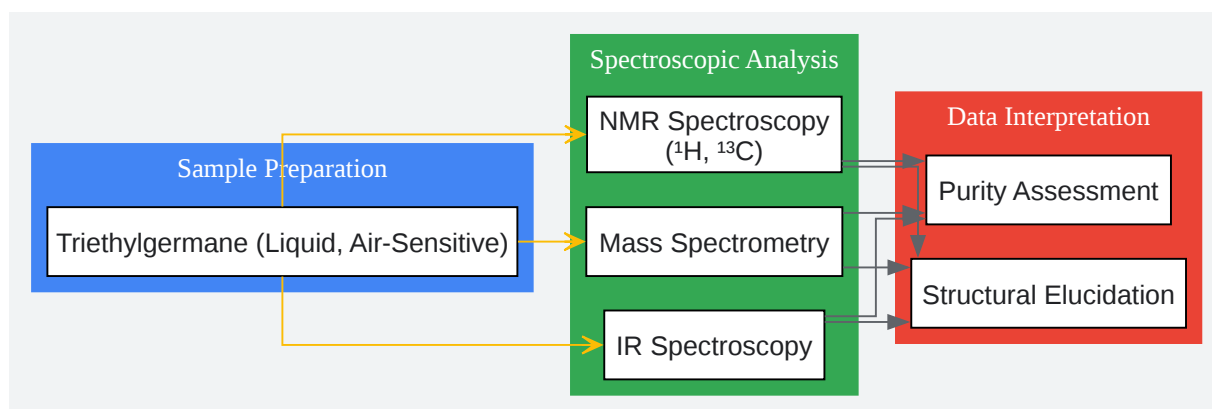 Sample Preparation
Triethylgermane (Liquid, Air-Sensitive)
Spectroscopic Analysis
NMR Spectroscopy
(¹H, ¹³C)
Mass Spectrometry
IR Spectroscopy
Data Interpretation
Purity Assessment
Structural Elucidation